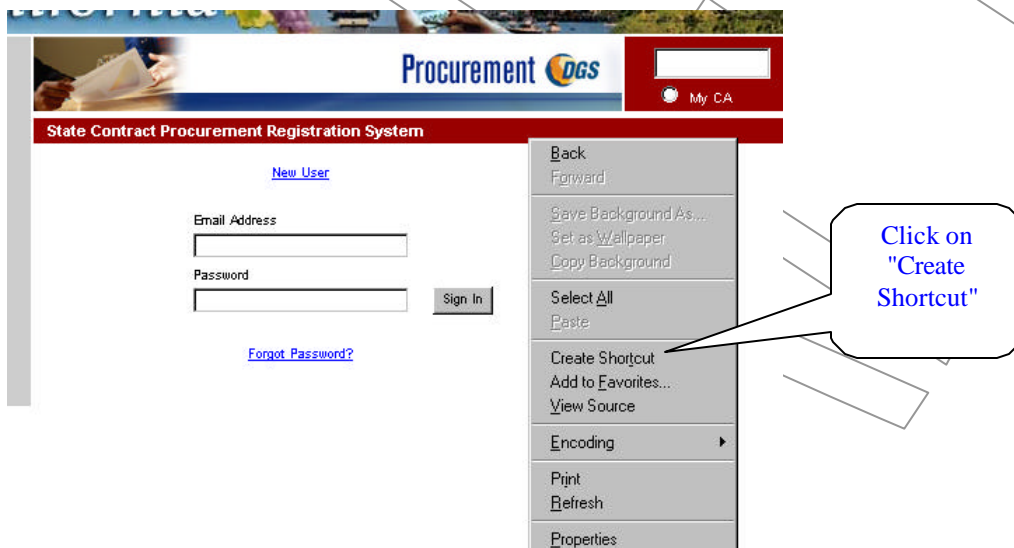 Procurement DGS
My CA
State Contract Procurement Registration System
New User
Email Address
Password
Sign In
Forgot Password?
Back
Forward
Save Background As...
Set as Wallpaper
Copy Background
Select All
Paste
Create Shortcut
Add to Favorites...
View Source
Encoding
Print
Refresh
Properties
Click on
"Create
Shortcut"